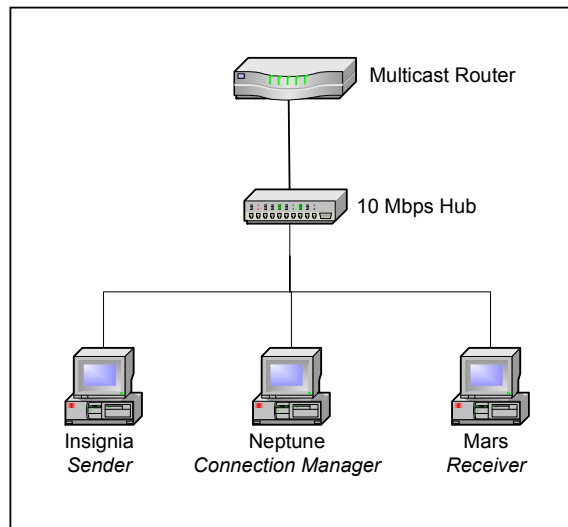 Multicast Router
10 Mbps Hub
Insignia
Sender
Neptune
Connection Manager
Mars
Receiver